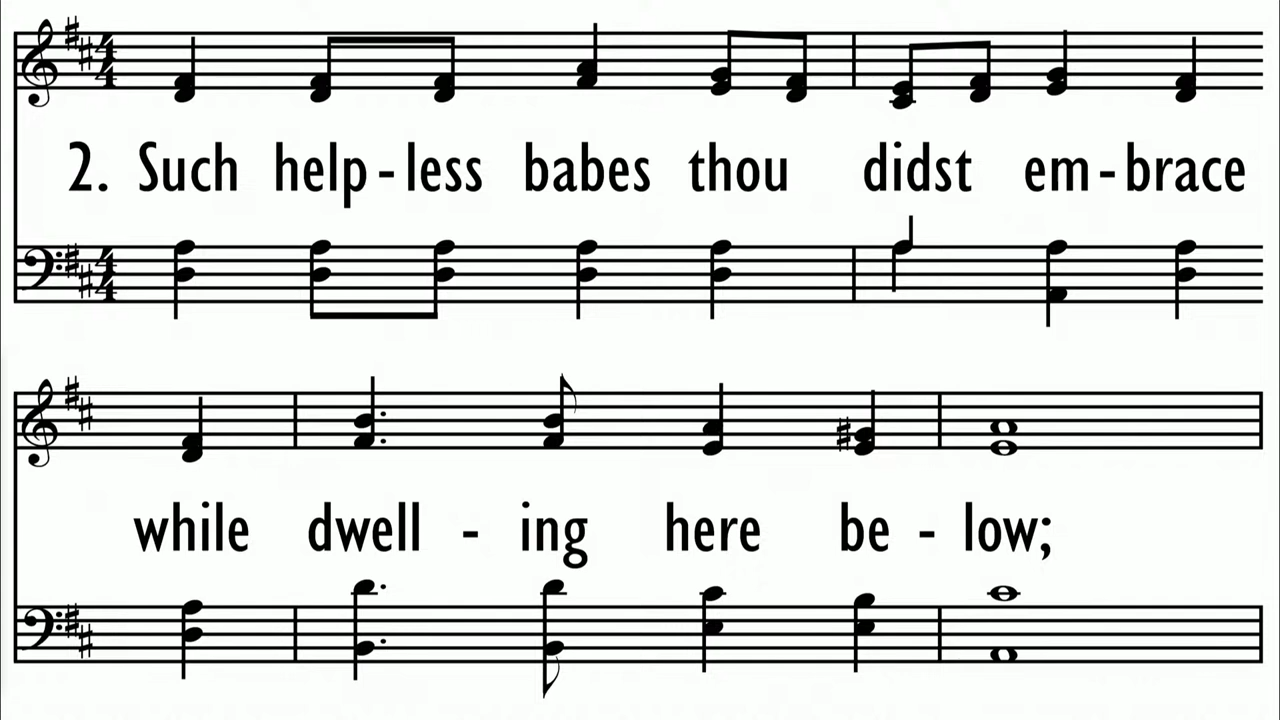 2. Such help-less babes thou didst em-brace
while dwell - ing here be - low;